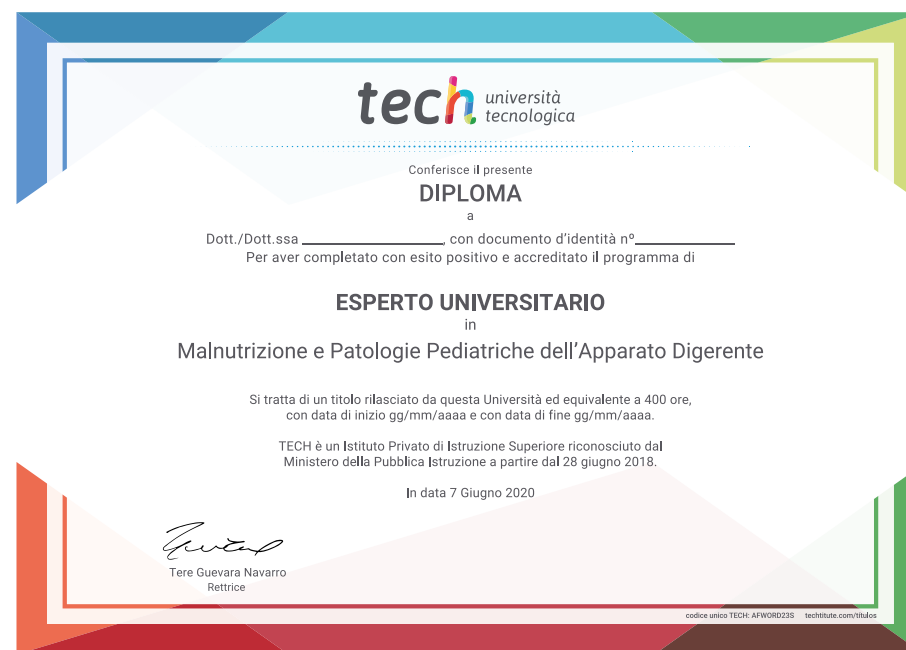 tech università
tecnologica
Conferisce il presente
DIPLOMA
a
Dott./Dott.ssa ____________________, con documento d'identità nº______________
Per aver completato con esito positivo e accreditato il programma di
ESPERTO UNIVERSITARIO
in
Malnutrizione e Patologie Pediatriche dell'Apparato Digerente
Si tratta di un titolo rilasciato da questa Università ed equivalente a 400 ore,
con data di inizio gg/mm/aaaa e con data di fine gg/mm/aaaa.
TECH è un Istituto Privato di Istruzione Superiore riconosciuto dal
Ministero della Pubblica Istruzione a partire dal 28 giugno 2018.
In data 7 Giugno 2020
Tere Guevara Navarro
Rettrice
codice unico TECH: AFWORD23S techtitute.com/titulos